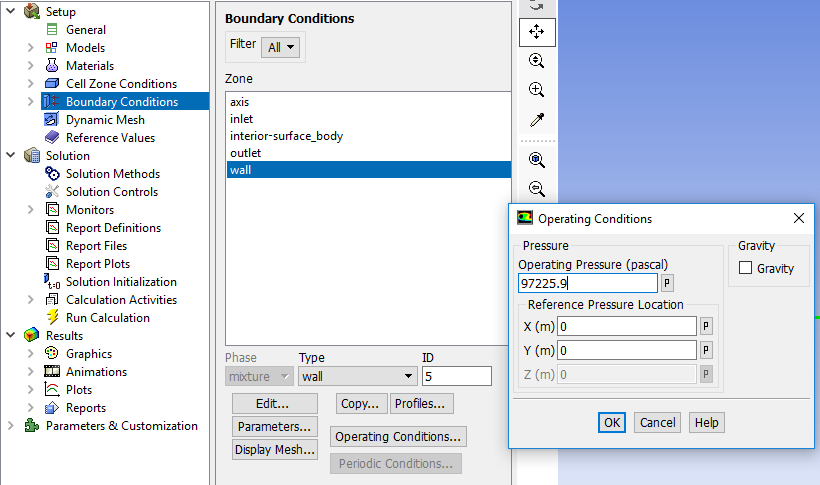 Setup
General
Models
Materials
Cell Zone Conditions
Boundary Conditions
Dynamic Mesh
Reference Values
Solution
Solution Methods
Solution Controls
Monitors
Report Definitions
Report Files
Report Plots
t=0
Solution Initialization
Calculation Activities
Run Calculation
Results
Graphics
Animations
Plots
Reports
Parameters & Customization
Boundary Conditions
Filter All
Zone
axis
inlet
interior-surface_body
outlet
wall
Phase Type ID
mixture wall 5
Edit... Copy... Profiles...
Parameters... Operating Conditions...
Display Mesh... Periodic Conditions...
Operating Conditions
Pressure
Operating Pressure (pascal)
97225.9 P
Reference Pressure Location
X (m) 0 P
Y (m) 0 P
Z (m) 0 P
Gravity
Gravity
OK Cancel Help